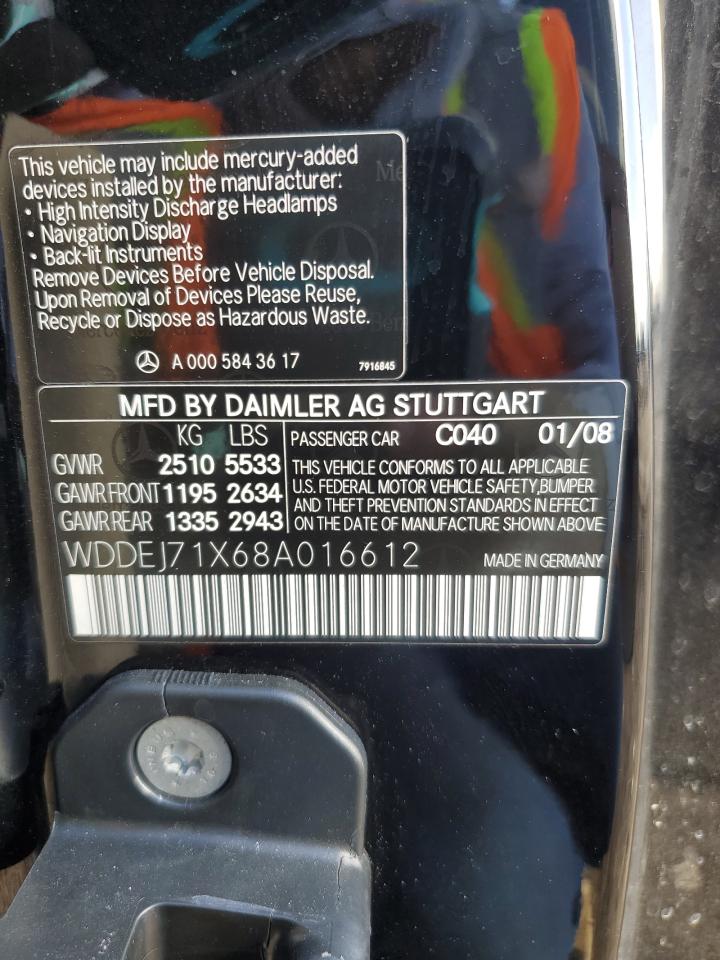 This vehicle may include mercury-added
devices installed by the manufacturer:
• High Intensity Discharge Headlamps
• Navigation Display
• Back-lit Instruments
Remove Devices Before Vehicle Disposal.
Upon Removal of Devices Please Reuse,
Recycle or Dispose as Hazardous Waste.
A 000 584 36 17 7916845
MFD BY DAIMLER AG STUTTGART
KG LBS PASSENGER CAR C040 01/08
GVWR 2510 5533 THIS VEHICLE CONFORMS TO ALL APPLICABLE
U.S. FEDERAL MOTOR VEHICLE SAFETY,BUMPER
GAWR FRONT 1195 2634 AND THEFT PREVENTION STANDARDS IN EFFECT
GAWR REAR 1335 2943 ON THE DATE OF MANUFACTURE SHOWN ABOVE
WDDEJ71X68A016612 MADE IN GERMANY